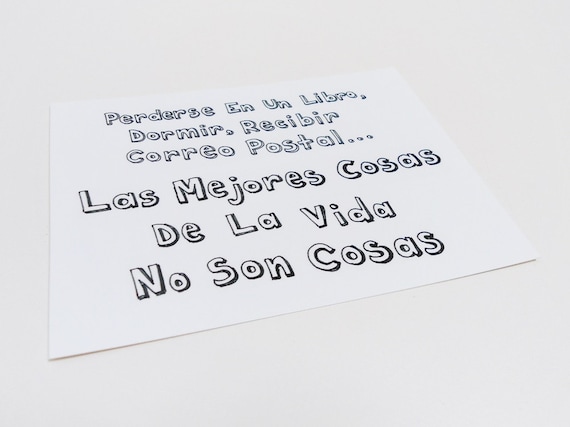 Perderse En Un Libro,
Dormir, Recibir
Correo Postal...
Las Mejores Cosas
De La Vida
No Son Cosas